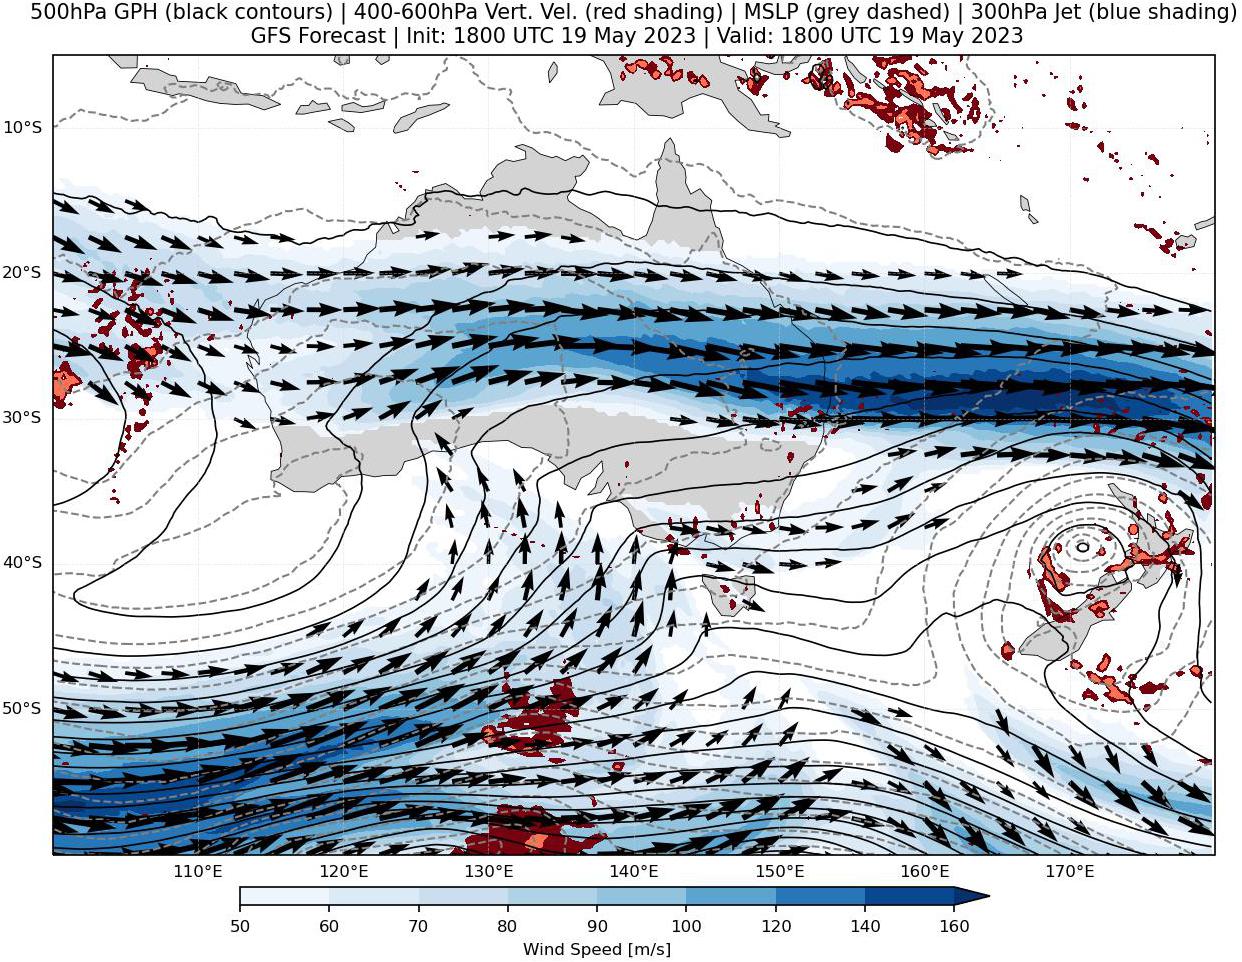 500hPa GPH (black contours) | 400-600hPa Vert. Vel. (red shading) | MSLP (grey dashed) | 300hPa Jet (blue shading)
GFS Forecast | Init: 1800 UTC 19 May 2023 | Valid: 1800 UTC 19 May 2023
10°S
20°S
30°S
40°S
50°S
110°E 120°E 130°E 140°E 150°E 160°E 170°E
50 60 70 80 90 100 120 140 160
Wind Speed [m/s]